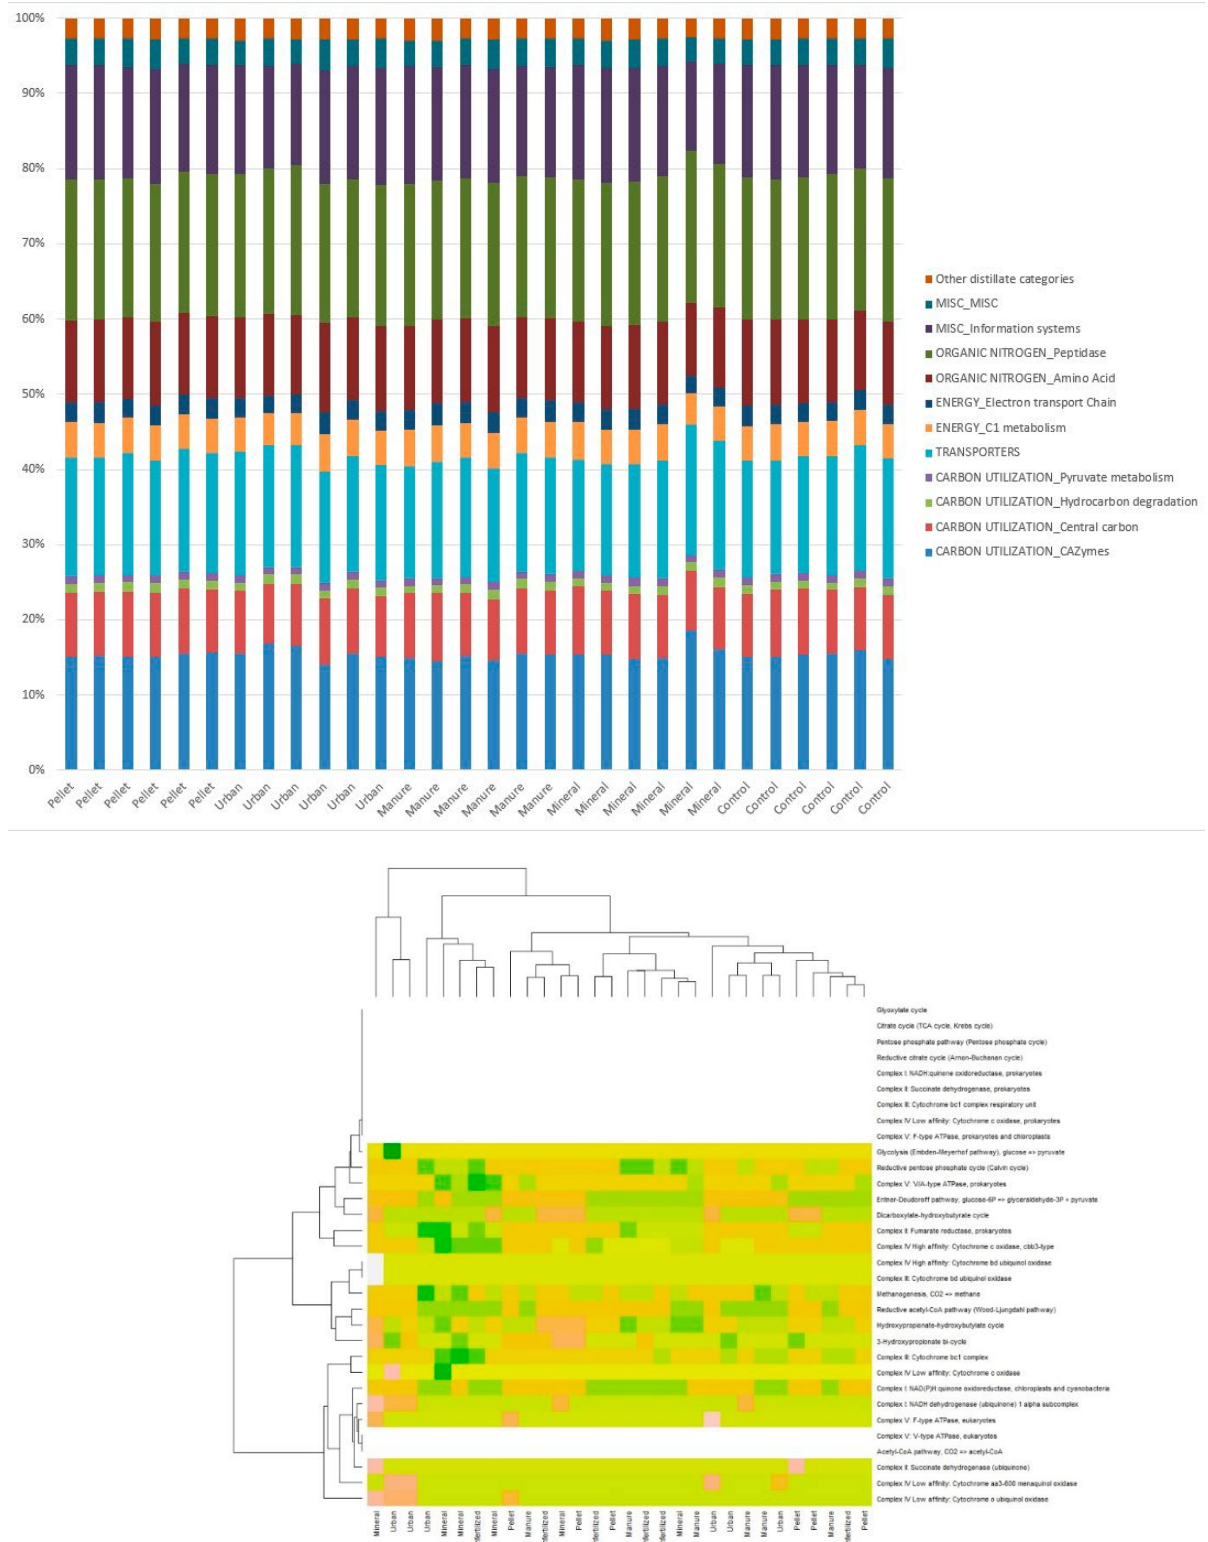 100%
90%
80%
70%
60%
50%
40%
30%
20%
10%
0%
Pellet
Pellet
Pellet
Pellet
Pellet
Pellet
Urban
Urban
Urban
Urban
Urban
Urban
Manure
Manure
Manure
Manure
Manure
Manure
Mineral
Mineral
Mineral
Mineral
Mineral
Mineral
Control
Control
Control
Control
Control
Control
Other distillate categories
MISC_MISC
MISC_Information systems
ORGANIC NITROGEN_Peptidase
ORGANIC NITROGEN_Amino Acid
ENERGY_Electron transport Chain
ENERGY_C1 metabolism
TRANSPORTERS
CARBON UTILIZATION_Pyruvate metabolism
CARBON UTILIZATION_Hydrocarbon degradation
CARBON UTILIZATION_Central carbon
CARBON UTILIZATION_CAZymes
Glyoxylate cycle
Citrate cycle (TCA cycle, Krebs cycle)
Pentose phosphate pathway (Pentose phosphate cycle)
Reductive citrate cycle (Arnon-Buchanan cycle)
Complex I: NADH:quinone oxidoreductase, prokaryotes
Complex II: Succinate dehydrogenase, prokaryotes
Complex III: Cytochrome bc1 complex respiratory unit
Complex IV Low affinity: Cytochrome c oxidase, prokaryotes
Complex V: F-type ATPase, prokaryotes and chloroplasts
Glycolysis (Embden-Meyerhof pathway), glucose => pyruvate
Reductive pentose phosphate cycle (Calvin cycle)
Complex V: V/A-type ATPase, prokaryotes
Entner-Doudoroff pathway, glucose-6P => glyceraldehyde-3P + pyruvate
Dicarboxylate-hydroxybutyrate cycle
Complex II: Fumarate reductase, prokaryotes
Complex IV High affinity: Cytochrome c oxidase, cbb3-type
Complex IV High affinity: Cytochrome bd ubiquinol oxidase
Complex III: Cytochrome bd ubiquinol oxidase
Methanogenesis, CO2 => methane
Reductive acetyl-CoA pathway (Wood-Ljungdahl pathway)
Hydroxypropionate-hydroxybutylate cycle
3-Hydroxypropionate bi-cycle
Complex III: Cytochrome bc1 complex
Complex IV Low affinity: Cytochrome c oxidase
Complex I: NAD(P)H:quinone oxidoreductase, chloroplasts and cyanobacteria
Complex I: NADH dehydrogenase (ubiquinone) 1 alpha subcomplex
Complex V: F-type ATPase, eukaryotes
Complex V: V-type ATPase, eukaryotes
Acetyl-CoA pathway, CO2 => acetyl-CoA
Complex II: Succinate dehydrogenase (ubiquinone)
Complex IV Low affinity: Cytochrome aa3-600 menaquinol oxidase
Complex IV Low affinity: Cytochrome o ubiquinol oxidase
Mineral
Urban
Urban
Urban
Mineral
Mineral
nfertilized
Mineral
Pellet
Manure
nfertilized
Mineral
Pellet
nfertilized
Pellet
Manure
nfertilized
nfertilized
Mineral
Manure
Urban
Urban
Manure
Manure
Urban
Pellet
Pellet
Manure
nfertilized
Pellet